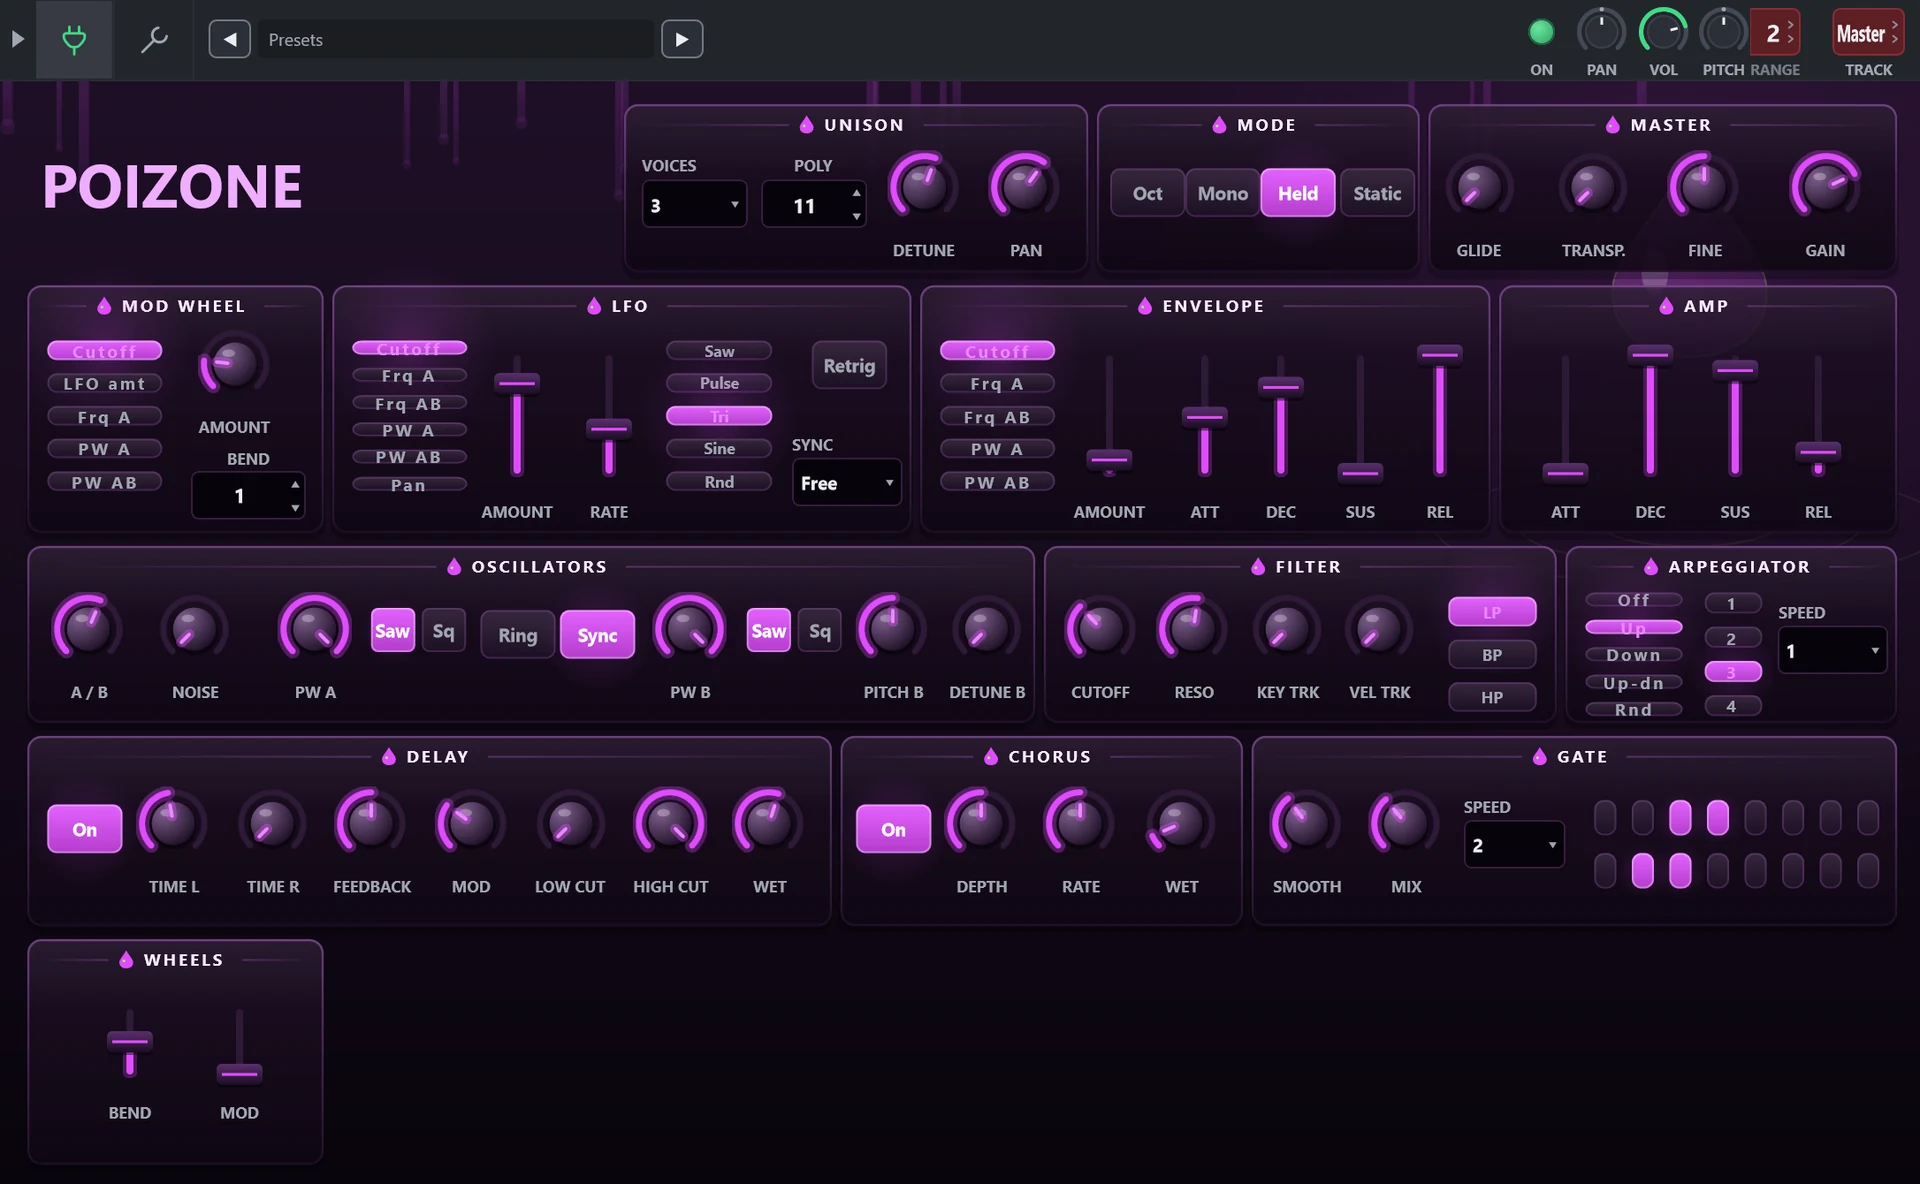 Presets
ON
PAN
VOL
PITCH
2
RANGE
Master
TRACK
POIZONE
UNISON
VOICES
3
POLY
11
DETUNE
PAN
MODE
Oct
Mono
Held
Static
MASTER
GLIDE
TRANSP.
FINE
GAIN
MOD WHEEL
Cutoff
LFO amt
Frq A
PW A
PW AB
AMOUNT
BEND
1
LFO
Cutoff
Frq A
Frq AB
PW A
PW AB
Pan
AMOUNT
RATE
Saw
Pulse
Tri
Sine
Rnd
Retrig
SYNC
Free
ENVELOPE
Cutoff
Frq A
Frq AB
PW A
PW AB
AMOUNT
ATT
DEC
SUS
REL
AMP
ATT
DEC
SUS
REL
OSCILLATORS
A / B
NOISE
PW A
Saw
Sq
Ring
Sync
PW B
Saw
Sq
PITCH B
DETUNE B
FILTER
CUTOFF
RESO
KEY TRK
VEL TRK
LP
BP
HP
ARPEGGIATOR
Off
Up
Down
Up-dn
Rnd
1
2
3
4
SPEED
1
DELAY
On
TIME L
TIME R
FEEDBACK
MOD
LOW CUT
HIGH CUT
WET
CHORUS
On
DEPTH
RATE
WET
GATE
SMOOTH
MIX
SPEED
2
WHEELS
BEND
MOD